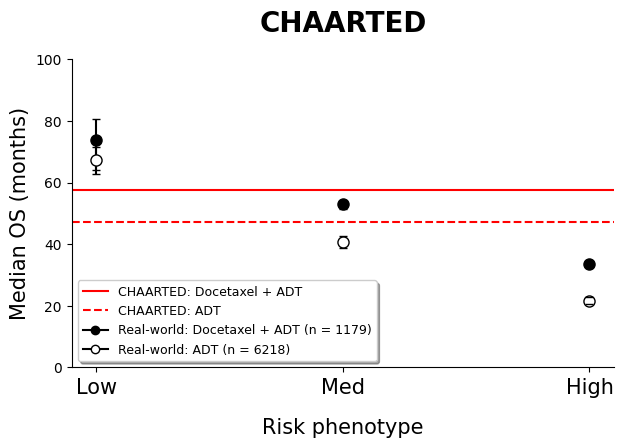 CHAARTED
Median OS (months)
100
80
60
40
20
0
CHAARTED: Docetaxel + ADT
CHAARTED: ADT
Real-world: Docetaxel + ADT (n = 1179)
Real-world: ADT (n = 6218)
Low
Med
High
Risk phenotype